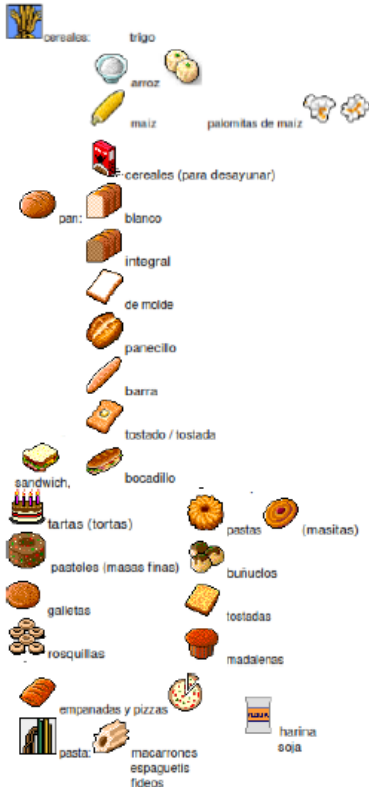 cereales: trigo
arroz
maiz palomitas de maíz
cereales (para desayunar)
pan: blanco
integral
de molde
panecillo
barra
tostado / tostada
sandwich, bocadillo
tartas (tortas) pastas (masitas)
pasteles (masas finas) buñuelos
galletas tostadas
rosquillas madalenas
empanadas y pizzas
harina
soja
pasta: macarrones
espaguetis
fideos